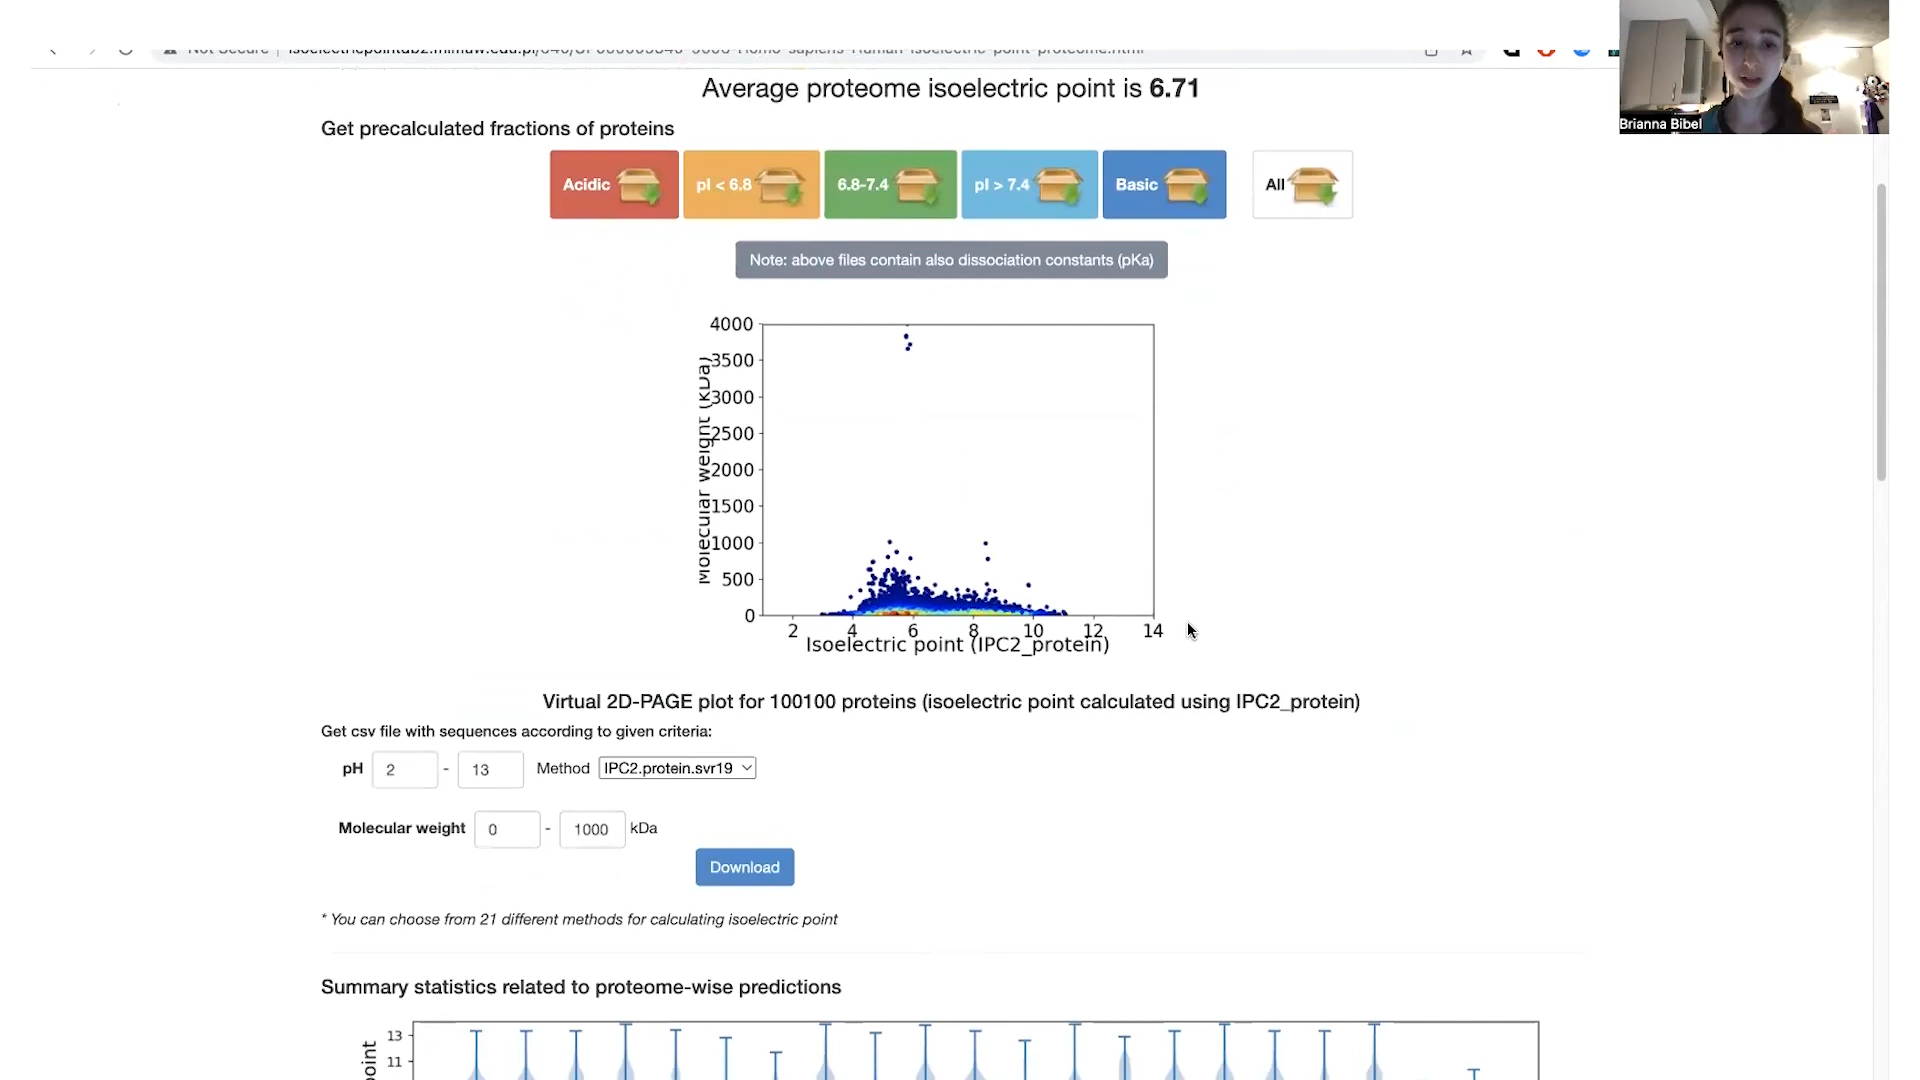 Average proteome isoelectric point is 6.71
Brianna Bibel
Get precalculated fractions of proteins
Acidic
pI < 6.8
6.8-7.4
pI > 7.4
Basic
All
Note: above files contain also dissociation constants (pKa)
Molecular weight (KDa)
4000
3500
3000
2500
2000
1500
1000
500
0
2 4 6 8 10 12 14
Isoelectric point (IPC2_protein)
Virtual 2D-PAGE plot for 100100 proteins (isoelectric point calculated using IPC2_protein)
Get csv file with sequences according to given criteria:
pH 2 - 13 Method IPC2.protein.svr19
Molecular weight 0 - 1000 kDa
Download
* You can choose from 21 different methods for calculating isoelectric point
Summary statistics related to proteome-wise predictions
13
11
point